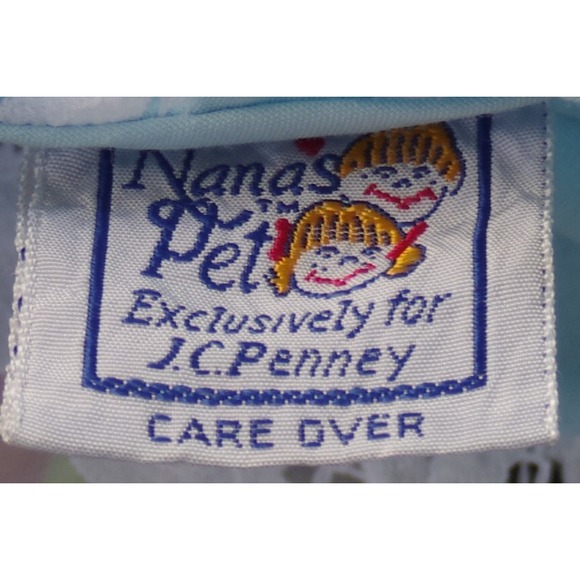 Nana's
Pet ™
Exclusively for
J.C.Penney
CARE OVER